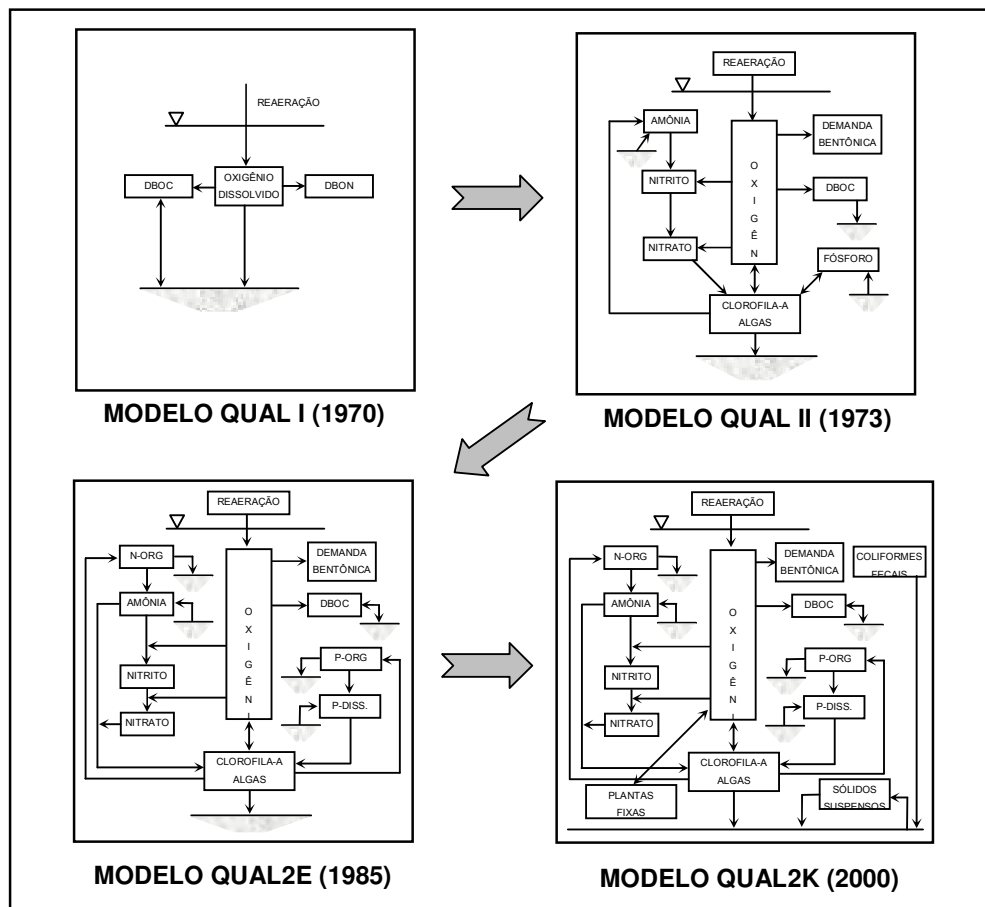 REAERAÇÃO
DBOC
OXIGÊNIO
DISSOLVIDO
DBON
MODELO QUAL I (1970)
REAERAÇÃO
AMÔNIA
NITRITO
NITRATO
O
X
I
G
Ê
N
DEMANDA
BENTÔNICA
DBOC
FÓSFORO
CLOROFILA-A
ALGAS
MODELO QUAL II (1973)
REAERAÇÃO
N-ORG
AMÔNIA
NITRITO
NITRATO
O
X
I
G
Ê
N
I
DEMANDA
BENTÔNICA
DBOC
P-ORG
P-DISS.
CLOROFILA-A
ALGAS
MODELO QUAL2E (1985)
REAERAÇÃO
N-ORG
AMÔNIA
NITRITO
NITRATO
O
X
I
G
Ê
N
I
DEMANDA
BENTÔNICA
COLIFORMES
FECAIS
DBOC
P-ORG
P-DISS.
CLOROFILA-A
ALGAS
PLANTAS
FIXAS
SÓLIDOS
SUSPENSOS
MODELO QUAL2K (2000)